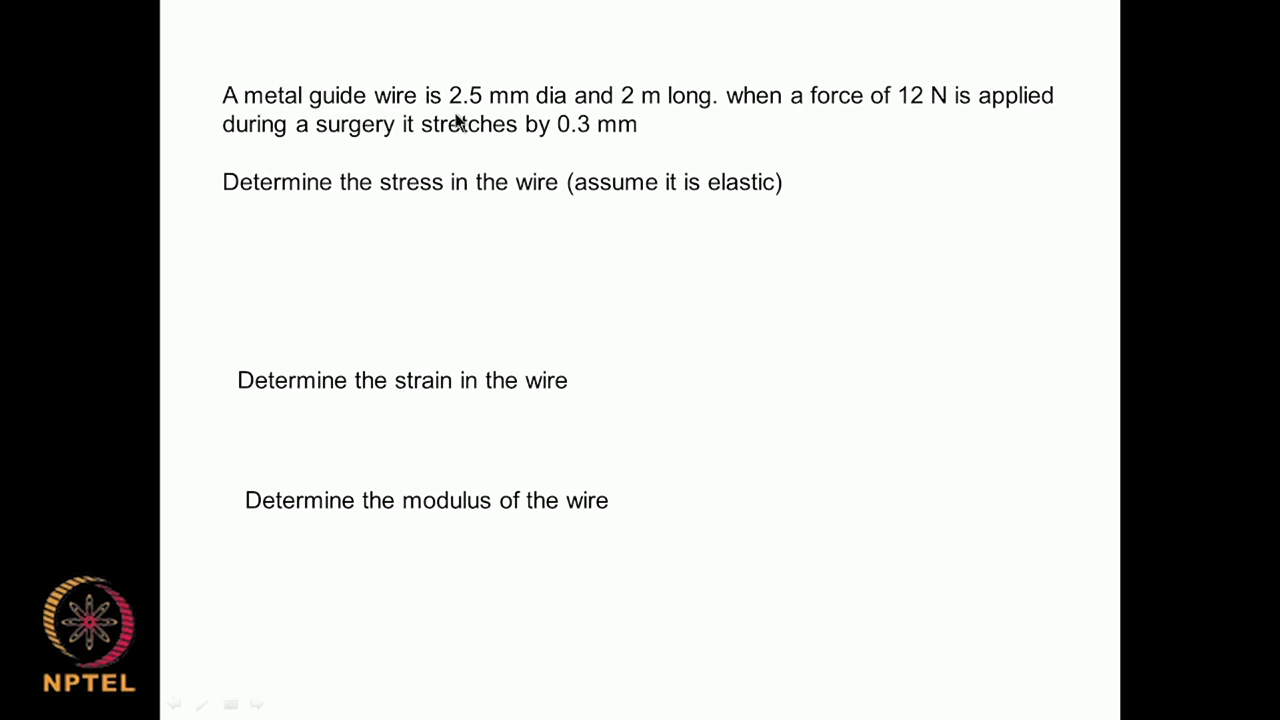 A metal guide wire is 2.5 mm dia and 2 m long. when a force of 12 N is applied
during a surgery it stretches by 0.3 mm
Determine the stress in the wire (assume it is elastic)
Determine the strain in the wire
Determine the modulus of the wire
NPTEL